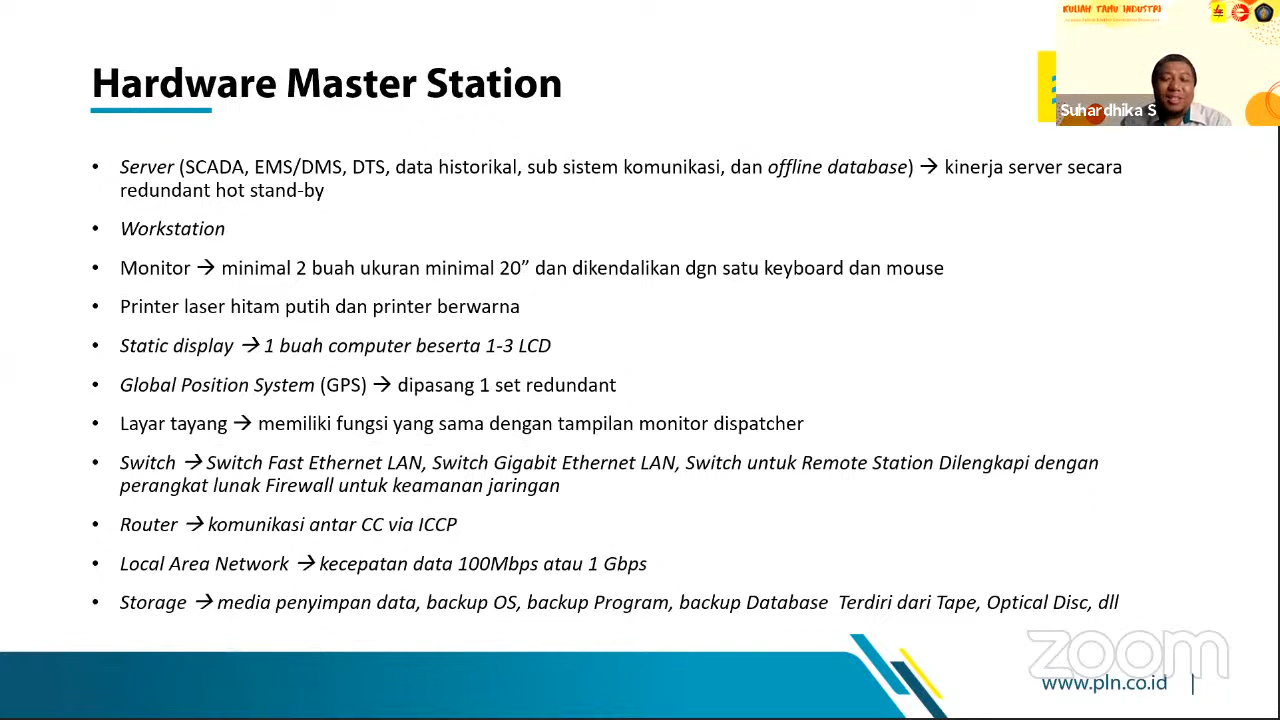 KULIAH TAMU INDUSTRI
Hardware Master Station
Suhardhika S
• Server (SCADA, EMS/DMS, DTS, data historikal, sub sistem komunikasi, dan offline database) → kinerja server secara
redundant hot stand-by
• Workstation
• Monitor → minimal 2 buah ukuran minimal 20” dan dikendalikan dgn satu keyboard dan mouse
• Printer laser hitam putih dan printer berwarna
• Static display → 1 buah computer beserta 1-3 LCD
• Global Position System (GPS) → dipasang 1 set redundant
• Layar tayang → memiliki fungsi yang sama dengan tampilan monitor dispatcher
• Switch → Switch Fast Ethernet LAN, Switch Gigabit Ethernet LAN, Switch untuk Remote Station Dilengkapi dengan
perangkat lunak Firewall untuk keamanan jaringan
• Router → komunikasi antar CC via ICCP
• Local Area Network → kecepatan data 100Mbps atau 1 Gbps
• Storage → media penyimpan data, backup OS, backup Program, backup Database  Terdiri dari Tape, Optical Disc, dll
zoom
www.pln.co.id |